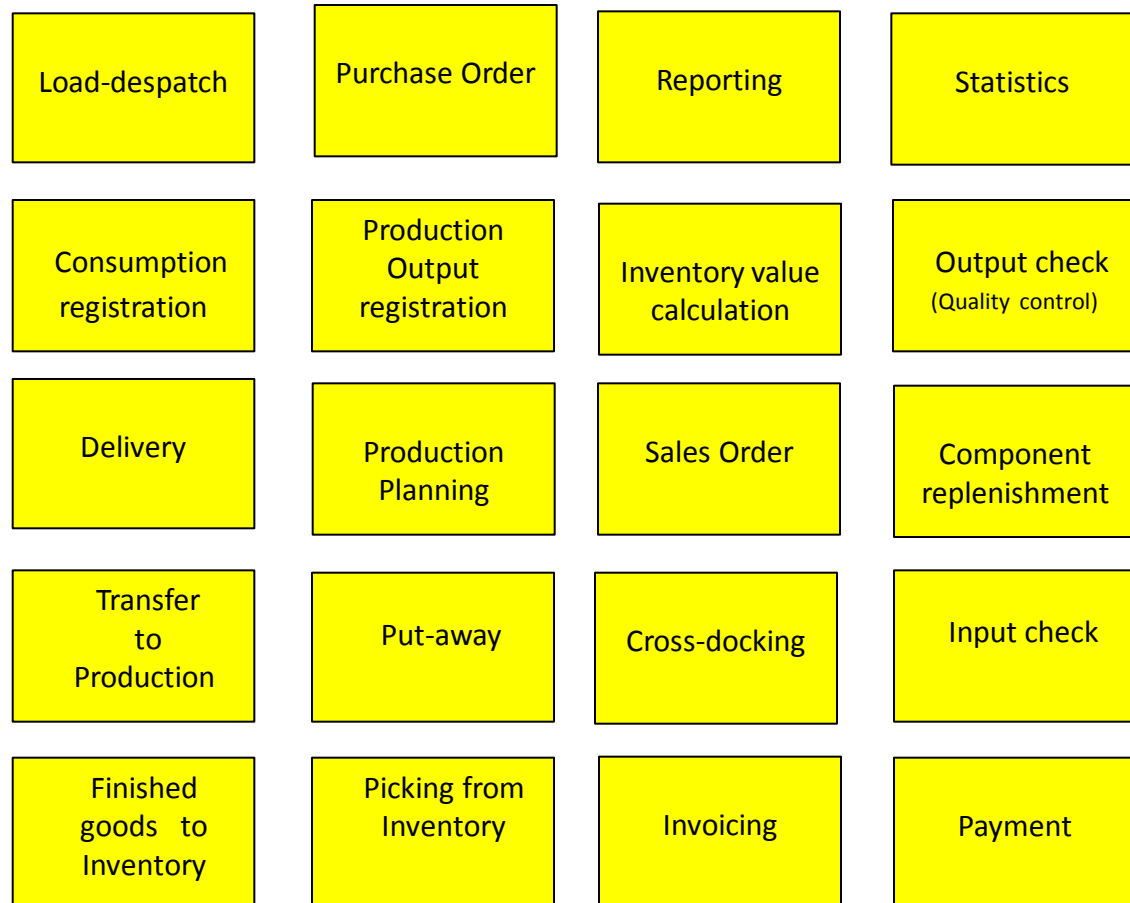 Load-despatch
Purchase Order
Reporting
Statistics
Consumption
registration
Production
Output
registration
Inventory value
calculation
Output check
(Quality control)
Delivery
Production
Planning
Sales Order
Component
replenishment
Transfer
to
Production
Put-away
Cross-docking
Input check
Finished
goods to
Inventory
Picking from
Inventory
Invoicing
Payment